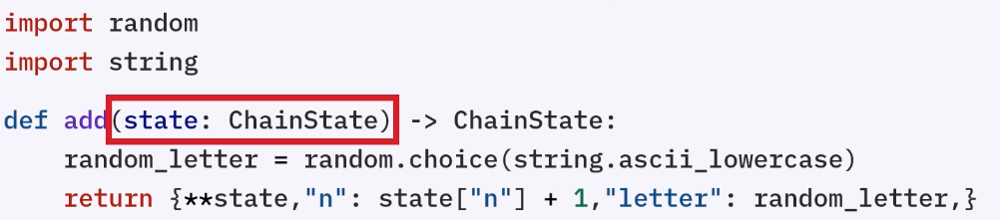 import random
import string
def add(state: ChainState) -> ChainState:
    random_letter = random.choice(string.ascii_lowercase)
    return {**state,"n": state["n"] + 1,"letter": random_letter,}